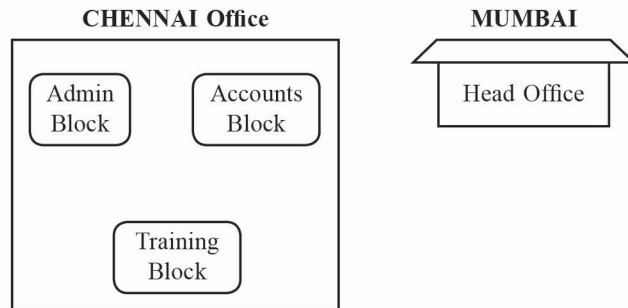 CHENNAI Office
MUMBAI
Admin
Block
Accounts
Block
Head Office
Training
Block